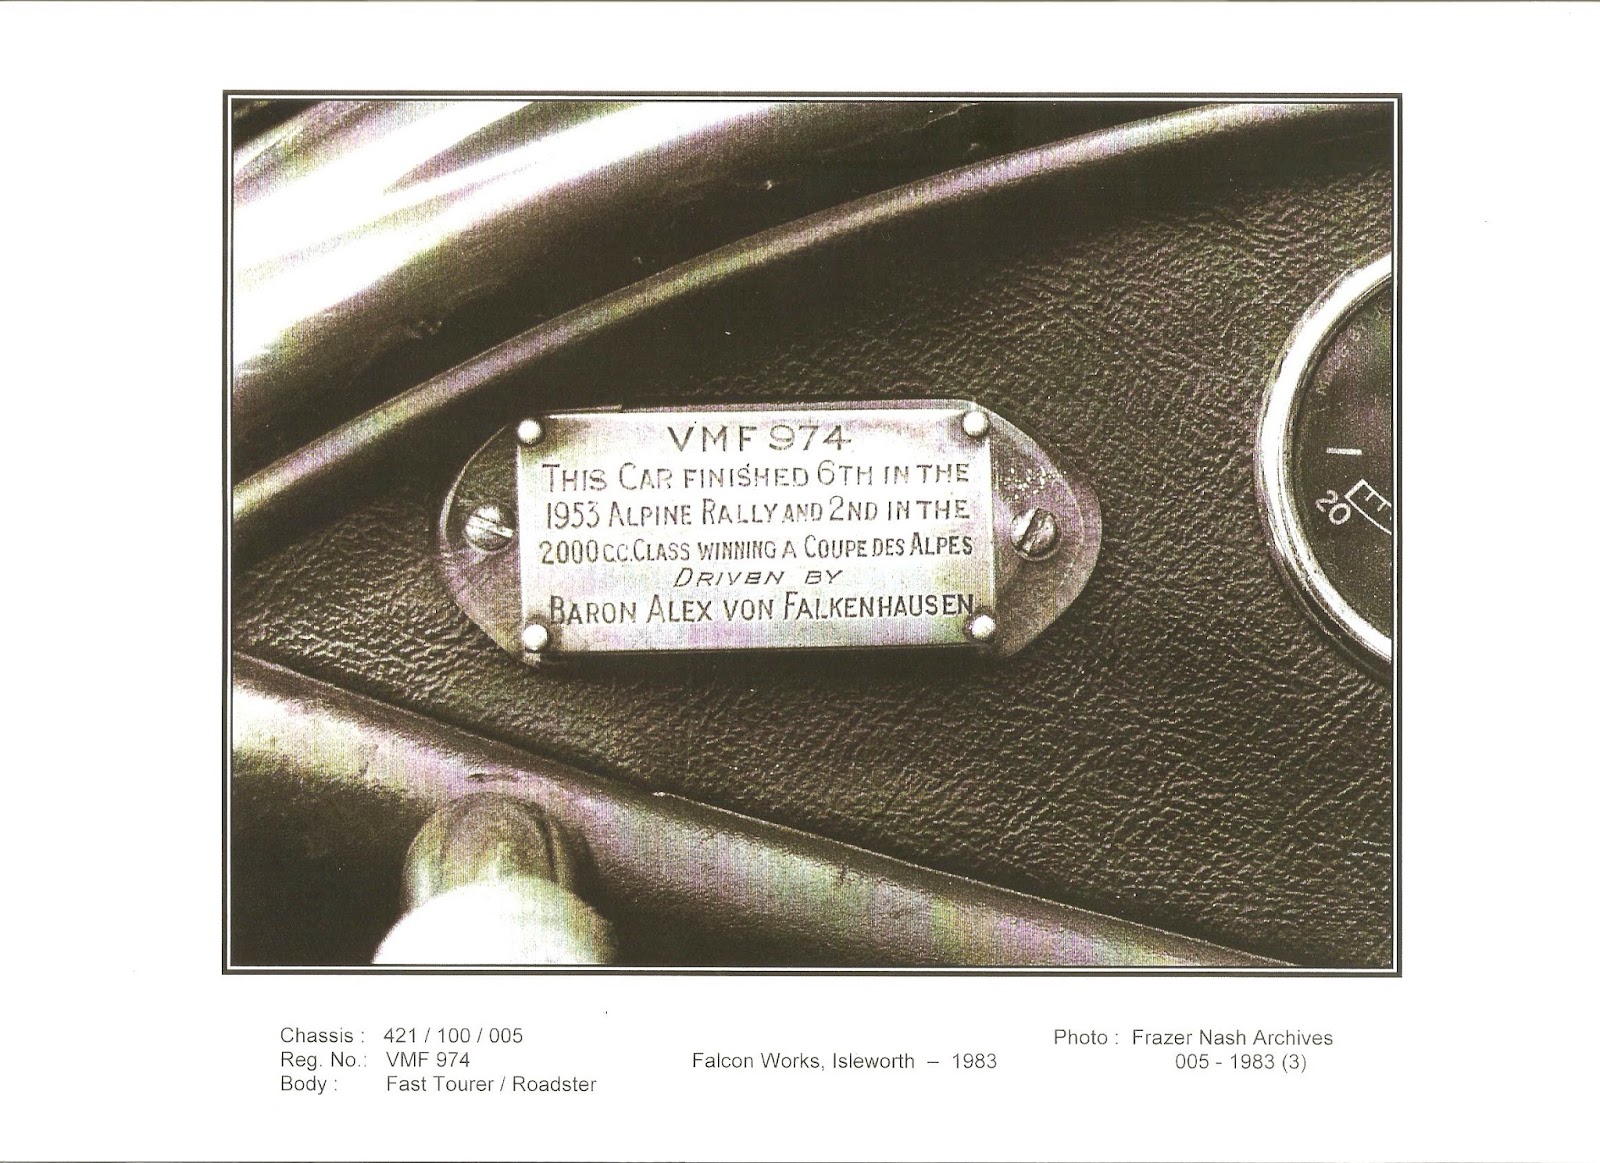 VMF 974
THIS CAR FINISHED 6TH IN THE
1953 ALPINE RALLY AND 2ND IN THE
2000 C.C. CLASS WINNING A COUPE DES ALPES
DRIVEN BY
BARON ALEX VON FALKENHAUSEN
20
Chassis : 421 / 100 / 005
Reg. No.: VMF 974
Body : Fast Tourer / Roadster
Falcon Works, Isleworth – 1983
Photo : Frazer Nash Archives
005 - 1983 (3)